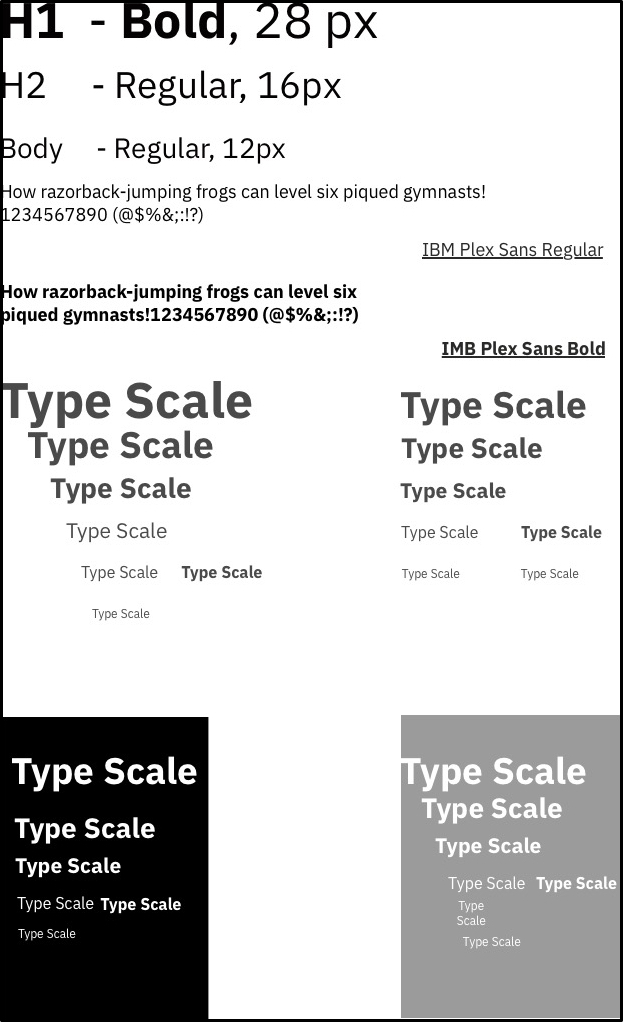 H1 - Bold, 28 px
H2 - Regular, 16px
Body - Regular, 12px
How razorback-jumping frogs can level six piqued gymnasts!
1234567890 (@$%&;:!?)
IBM Plex Sans Regular
How razorback-jumping frogs can level six
piqued gymnasts!1234567890 (@$%&;:!?)
IMB Plex Sans Bold
Type Scale
Type Scale
Type Scale
Type Scale
Type Scale Type Scale
Type Scale
Type Scale
Type Scale
Type Scale
Type Scale Type Scale
Type Scale Type Scale
Type Scale
Type Scale
Type Scale
Type Scale Type Scale
Type Scale
Type Scale
Type Scale
Type Scale
Type Scale Type Scale
Type
Scale
Type Scale